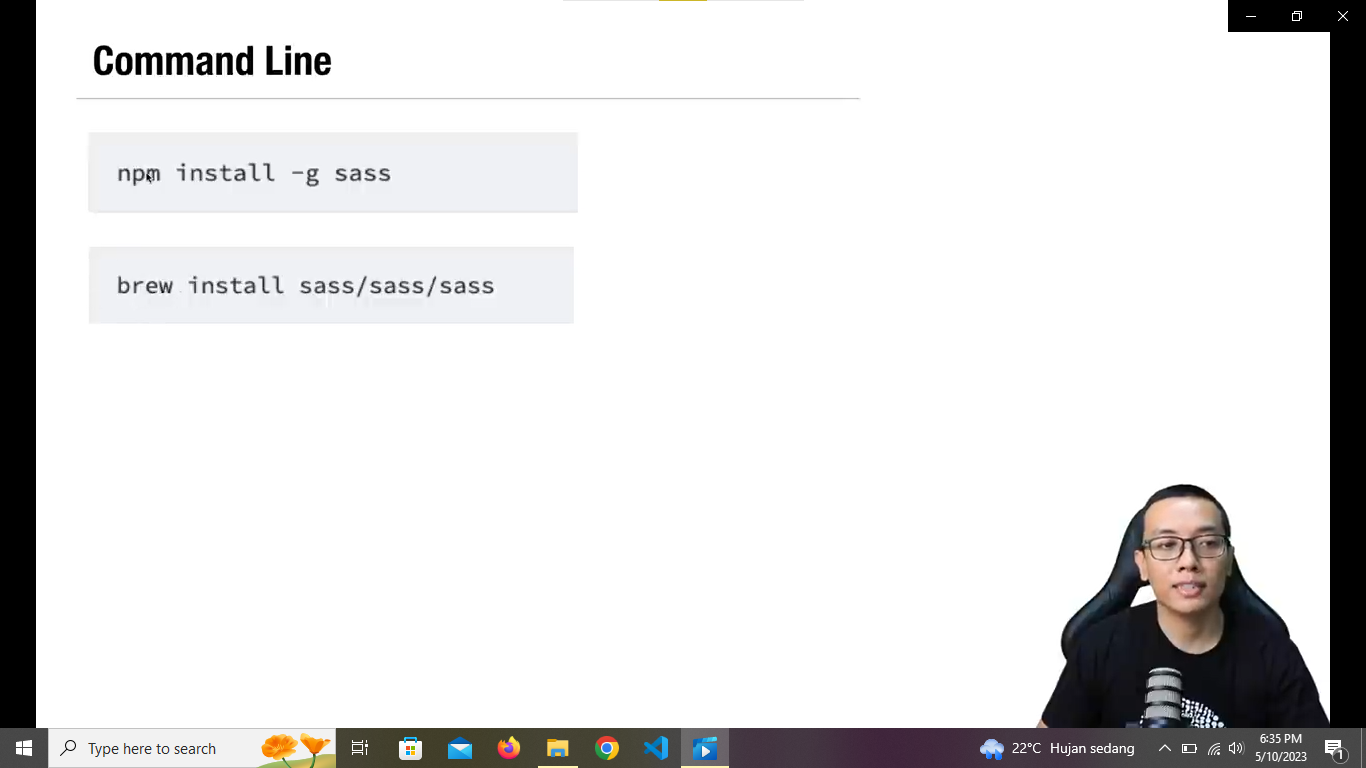 Command Line
npm install -g sass
brew install sass/sass/sass
Type here to search
22°C Hujan sedang
6:35 PM
5/10/2023
1